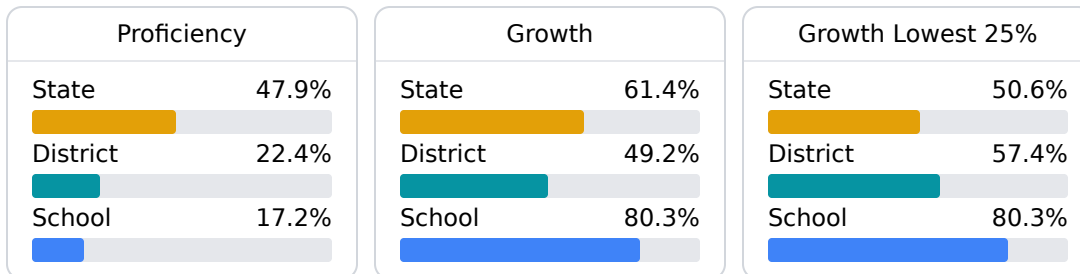 Proficiency
State 47.9%
District 22.4%
School 17.2%
Growth
State 61.4%
District 49.2%
School 80.3%
Growth Lowest 25%
State 50.6%
District 57.4%
School 80.3%